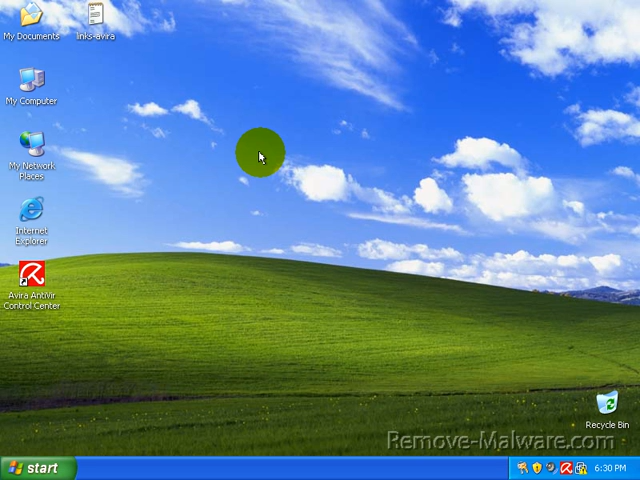 My Documents
links-avira
My Computer
My Network
Places
Internet
Explorer
Avira AntiVir
Control Center
Recycle Bin
Remove-Malware.com
start
6:30 PM